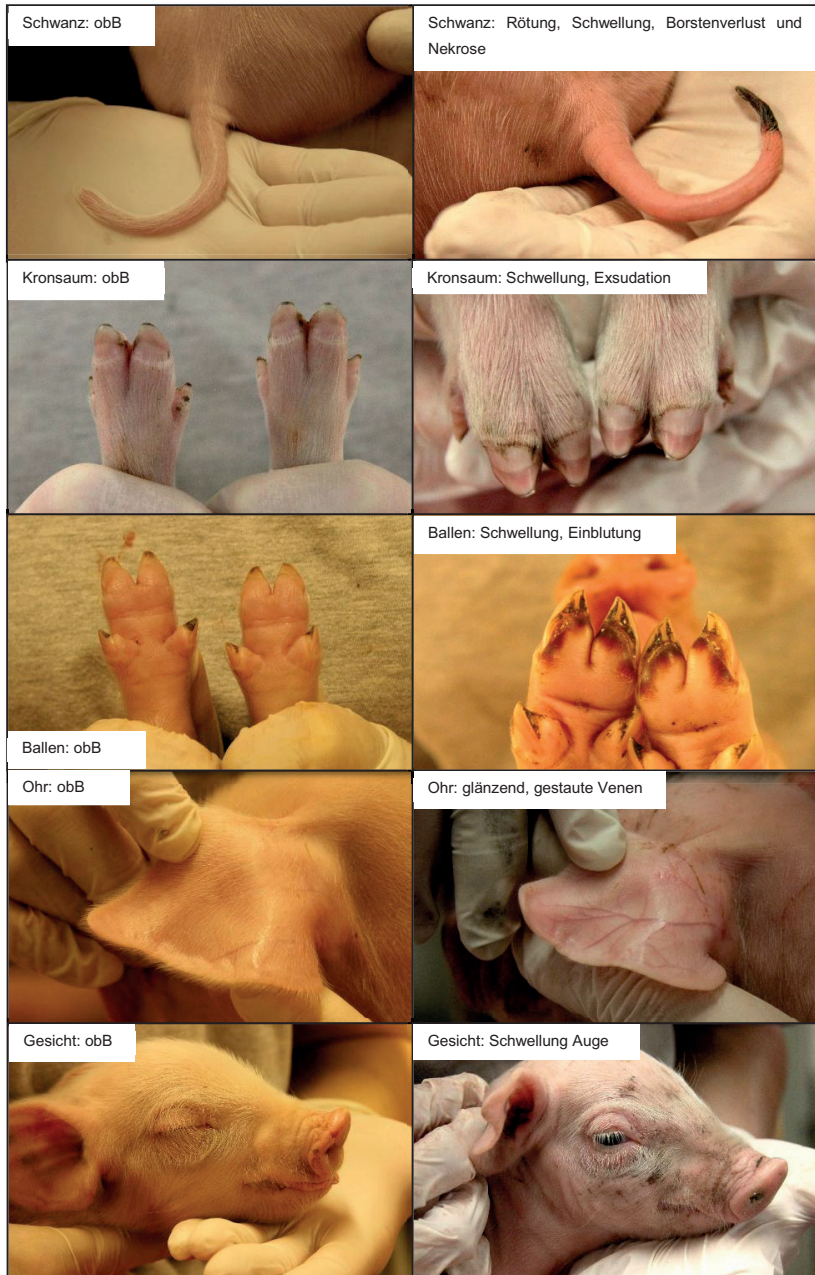 Schwanz: obB
Schwanz: Rötung, Schwellung, Borstenverlust und
Nekrose
Kronsaum: obB
Kronsaum: Schwellung, Exsudation
Ballen: Schwellung, Einblutung
Ballen: obB
Ohr: obB
Ohr: glänzend, gestaute Venen
Gesicht: obB
Gesicht: Schwellung Auge